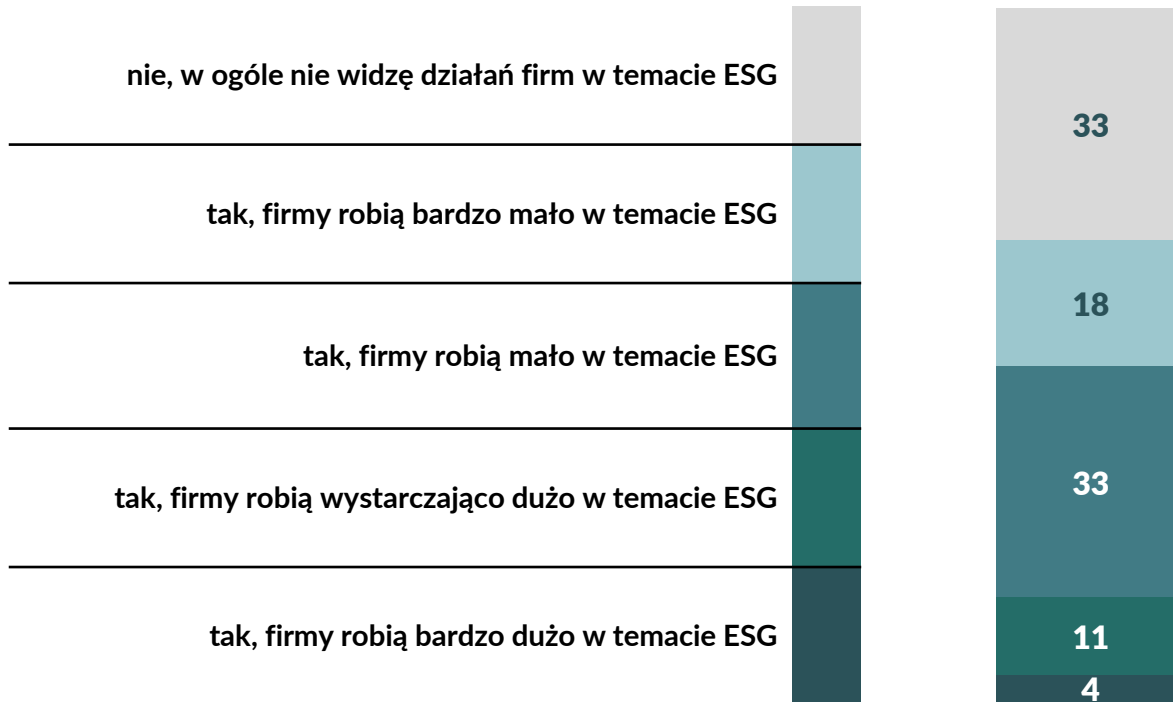 nie, w ogóle nie widzę działań firm w temacie ESG
tak, firmy robią bardzo mało w temacie ESG
tak, firmy robią mało w temacie ESG
tak, firmy robią wystarczająco dużo w temacie ESG
tak, firmy robią bardzo dużo w temacie ESG
33
18
33
11
4